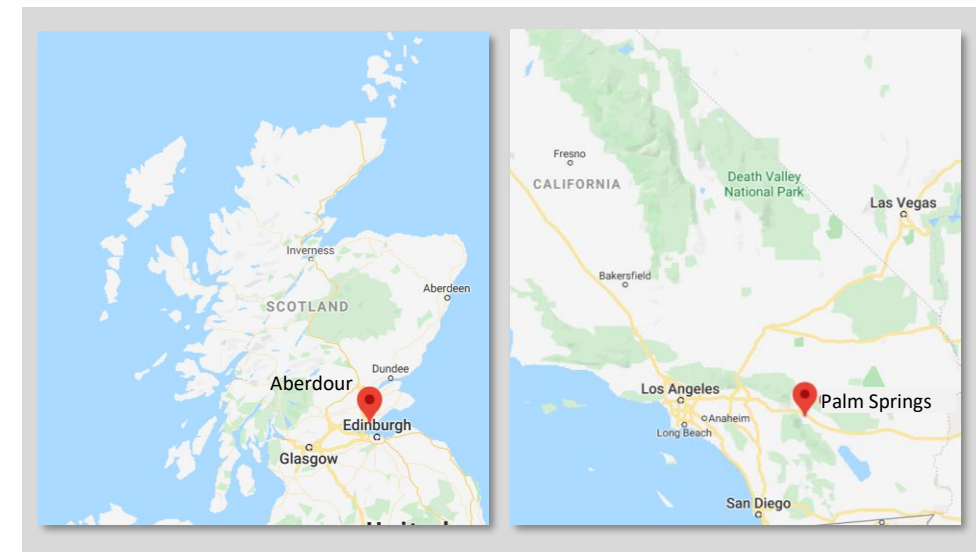 Inverness
Aberdeen
SCOTLAND
Dundee
Aberdour
Edinburgh
Glasgow
Fresno
CALIFORNIA
Death Valley
National Park
Las Vegas
Bakersfield
Los Angeles
Palm Springs
Anaheim
Long Beach
San Diego